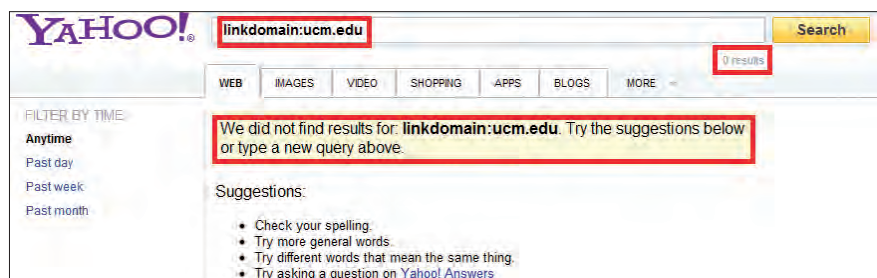 YAHOO!®
linkdomain:ucm.edu
Search
0 results
WEB IMAGES VIDEO SHOPPING APPS BLOGS MORE
FILTER BY TIME
Anytime
Past day
Past week
Past month
We did not find results for: linkdomain:ucm.edu. Try the suggestions below
or type a new query above.
Suggestions:
• Check your spelling.
• Try more general words.
• Try different words that mean the same thing.
• Try asking a question on Yahoo! Answers